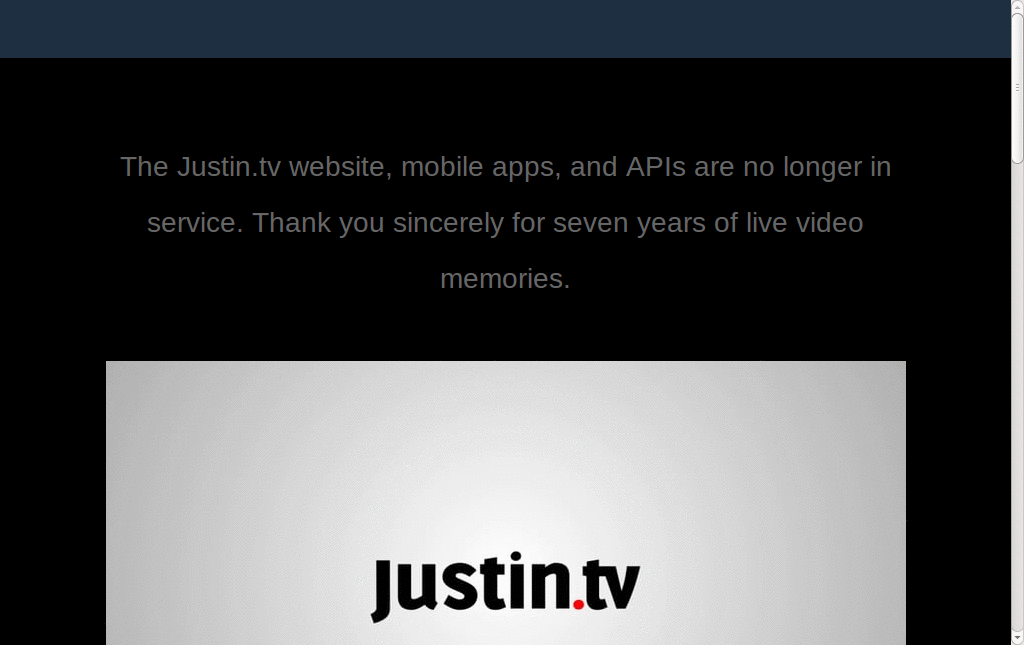 The Justin.tv website, mobile apps, and APIs are no longer in
service. Thank you sincerely for seven years of live video
memories.
Justin.tv